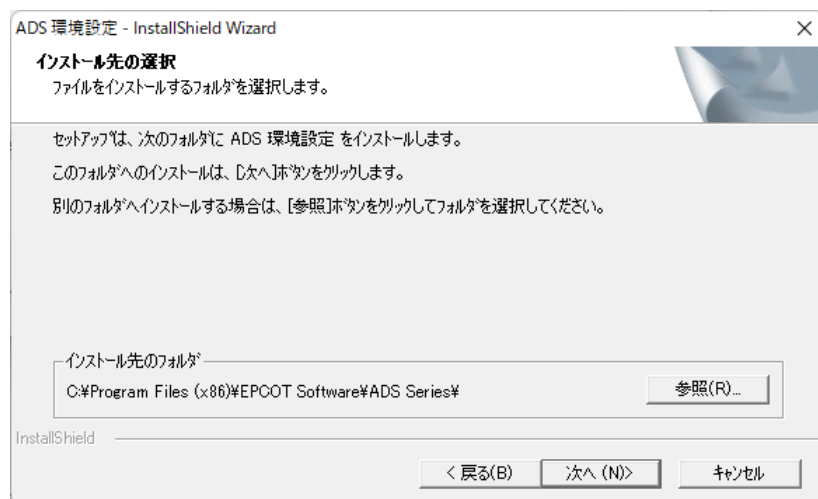 ADS 環境設定 - InstallShield Wizard
インストール先の選択
ファイルをインストールするフォルダを選択します。
セットアップは、次のフォルダに ADS 環境設定 をインストールします。
このフォルダへのインストールは、[次へ]ボタンをクリックします。
別のフォルダへインストールする場合は、[参照]ボタンをクリックしてフォルダを選択してください。
インストール先のフォルダ
C:¥Program Files (x86)¥EPCOT Software¥ADS Series¥
参照(R)...
InstallShield
< 戻る(B)
次へ (N)>
キャンセル